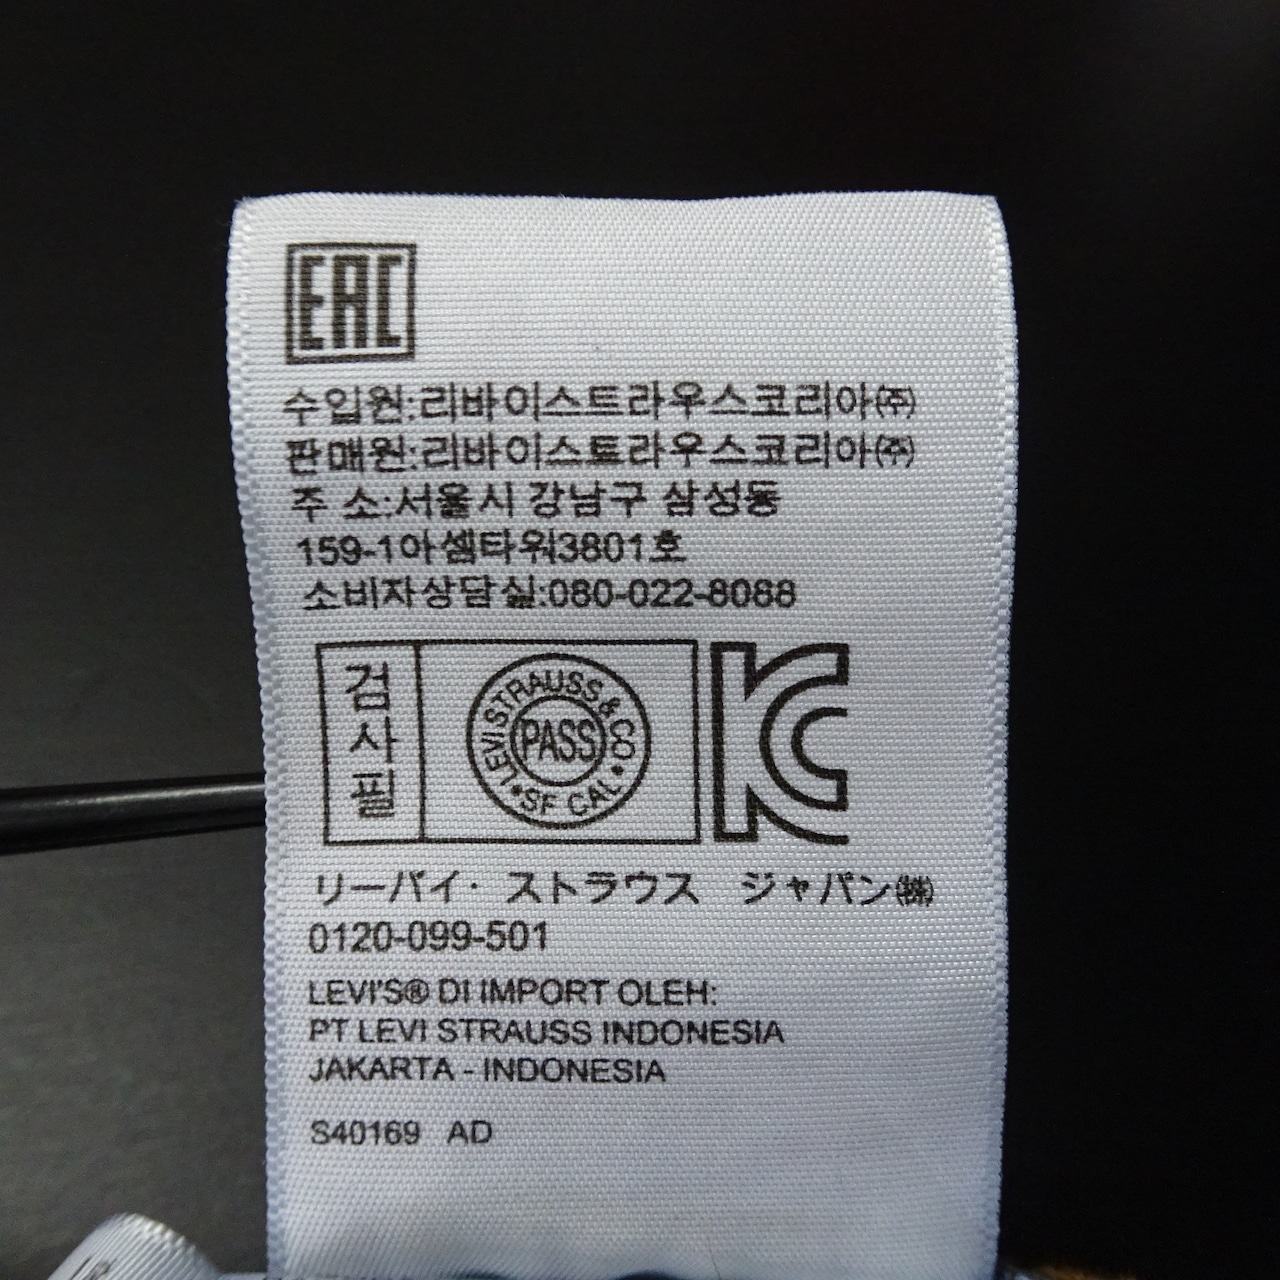 EAC
수입원:리바이스트라우스코리아㈜
판매원:리바이스트라우스코리아㈜
주 소:서울시 강남구 삼성동
159-1아셈타워3801호
소비자상담실:080-022-8088
검사필
LEVI STRAUSS & CO
PASS
SF CAL
KC
リーバイ・ストラウス ジャパン㈱
0120-099-501
LEVI'S® DI IMPORT OLEH:
PT LEVI STRAUSS INDONESIA
JAKARTA - INDONESIA
S40169 AD